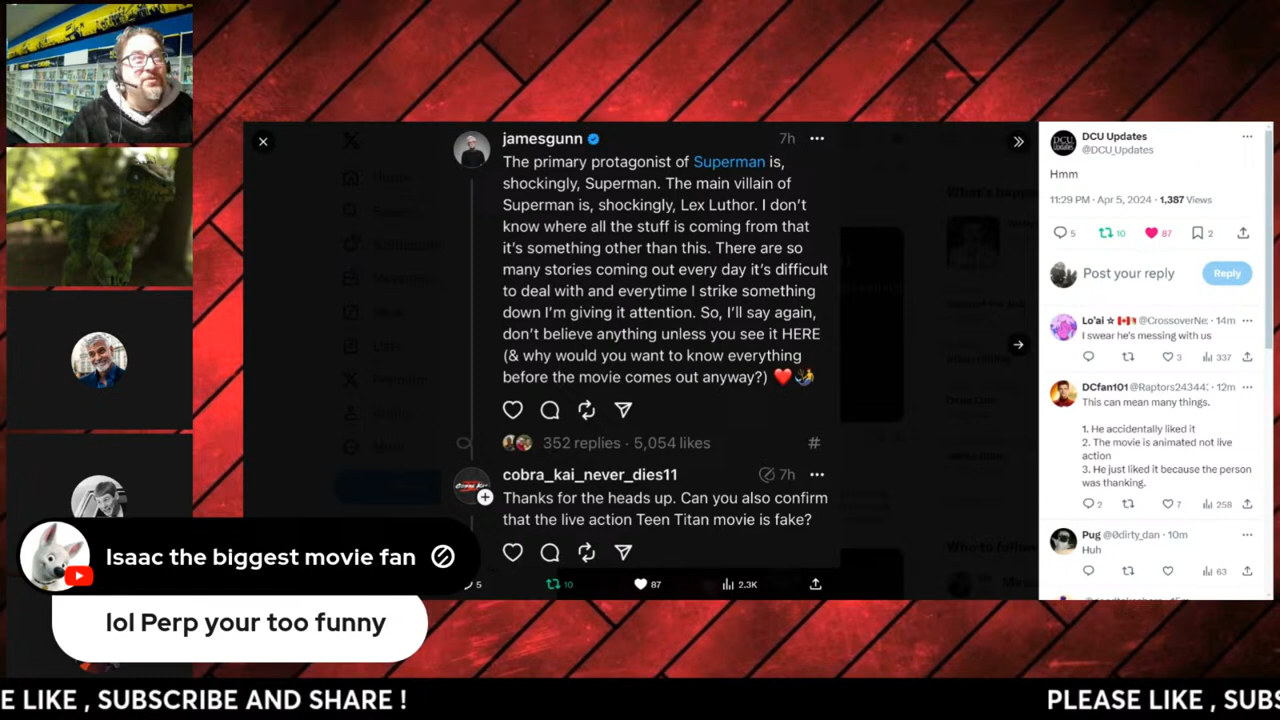 jamesgunn
7h
The primary protagonist of Superman is,
shockingly, Superman. The main villain of
Superman is, shockingly, Lex Luthor. I don't
know where all the stuff is coming from that
it's something other than this. There are so
many stories coming out every day it's difficult
to deal with and everytime I strike something
down I'm giving it attention. So, I'll say again,
don't believe anything unless you see it HERE
(& why would you want to know everything
before the movie comes out anyway?)
352 replies · 5,054 likes
#
cobra_kai_never_dies11
7h
Thanks for the heads up. Can you also confirm
that the live action Teen Titan movie is fake?
5
10
87
2.3K
DCU Updates
@DCU_Updates
Hmm
11:29 PM · Apr 5, 2024 · 1,387 Views
5
10
87
2
Post your reply
Reply
Lo'ai ☆ @CrossoverNe: · 14m
I swear he's messing with us
3
337
DCfan101 @Raptors24344: · 12m
This can mean many things.
1. He accidentally liked it
2. The movie is animated not live
action
3. He just liked it because the person
was thanking.
2
7
258
Pug @0dirty_dan · 10m
Huh
63
Isaac the biggest movie fan
lol Perp your too funny
E LIKE , SUBSCRIBE AND SHARE !
PLEASE LIKE , SUBS